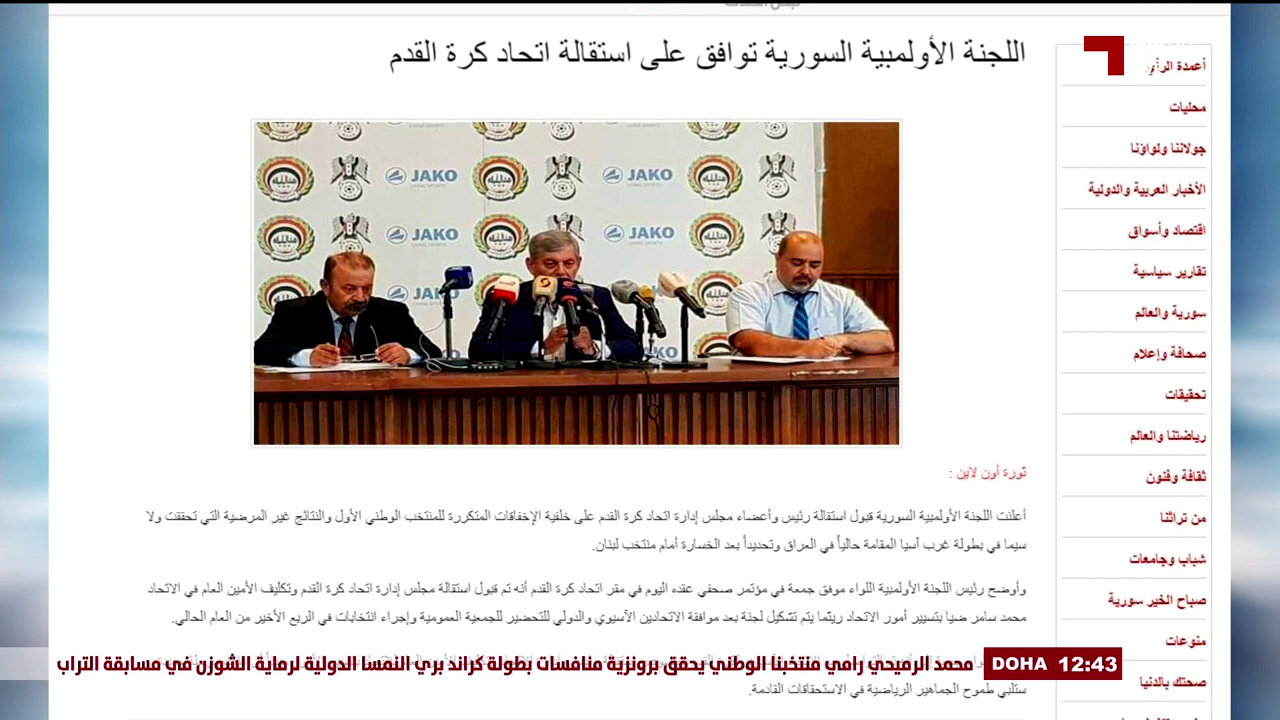 اللجنة الأولمبية السورية توافق على استقالة اتحاد كرة القدم
أعمدة الرأي
محليات
جولاننا ولواؤنا
الأخبار العربية والدولية
اقتصاد وأسواق
تقارير سياسية
سورية والعالم
صحافة وإعلام
تحقيقات
رياضتنا والعالم
ثقافة وفنون
من تراثنا
شباب وجامعات
صباح الخير سورية
منوعات
صحتك بالدنيا
JAKO JAKO
JAKO JAKO
JAKO JAKO
ثورة أون لاين :
أعلنت اللجنة الأولمبية السورية قبول استقالة رئيس وأعضاء مجلس إدارة اتحاد كرة القدم على خلفية الإخفاقات المتكررة للمنتخب الوطني الأول والنتائج غير المرضية التي تحققت ولا
سيما في بطولة غرب آسيا المقامة حالياً في العراق وتحديداً بعد الخسارة أمام منتخب لبنان.
وأوضح رئيس اللجنة الأولمبية اللواء موفق جمعة في مؤتمر صحفي عقده اليوم في مقر اتحاد كرة القدم أنه تم قبول استقالة مجلس إدارة اتحاد كرة القدم وتكليف الأمين العام في الاتحاد
محمد سامر ضيا بتسيير أمور الاتحاد ريثما يتم تشكيل لجنة بعد موافقة الاتحادين الآسيوي والدولي للتحضير للجمعية العمومية وإجراء انتخابات في الربع الأخير من العام الحالي.
ستلبي طموح الجماهير الرياضية في الاستحقاقات القادمة.
DOHA 12:43 محمد الرميحي رامي منتخبنا الوطني يحقق برونزية منافسات بطولة كراند بري النمسا الدولية لرماية الشوزن في مسابقة التراب